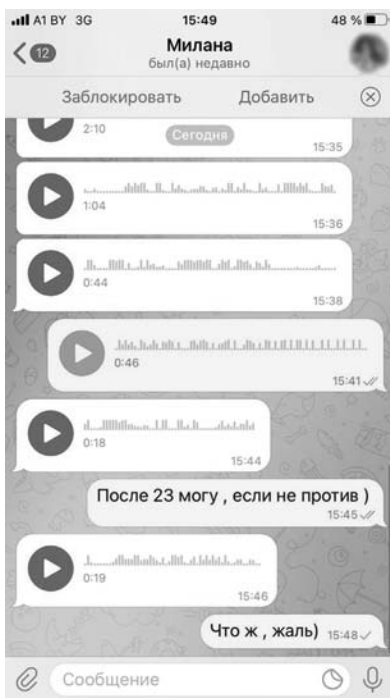 A1 BY 3G 15:49 48 %
12 Милана
был(а) недавно
Заблокировать Добавить
2:10 Сегодня 15:35
1:04
15:36
0:44
15:38
0:46
15:41
0:18
15:44
После 23 могу , если не против )
15:45
0:19
15:46
Что ж , жаль) 15:48
Сообщение